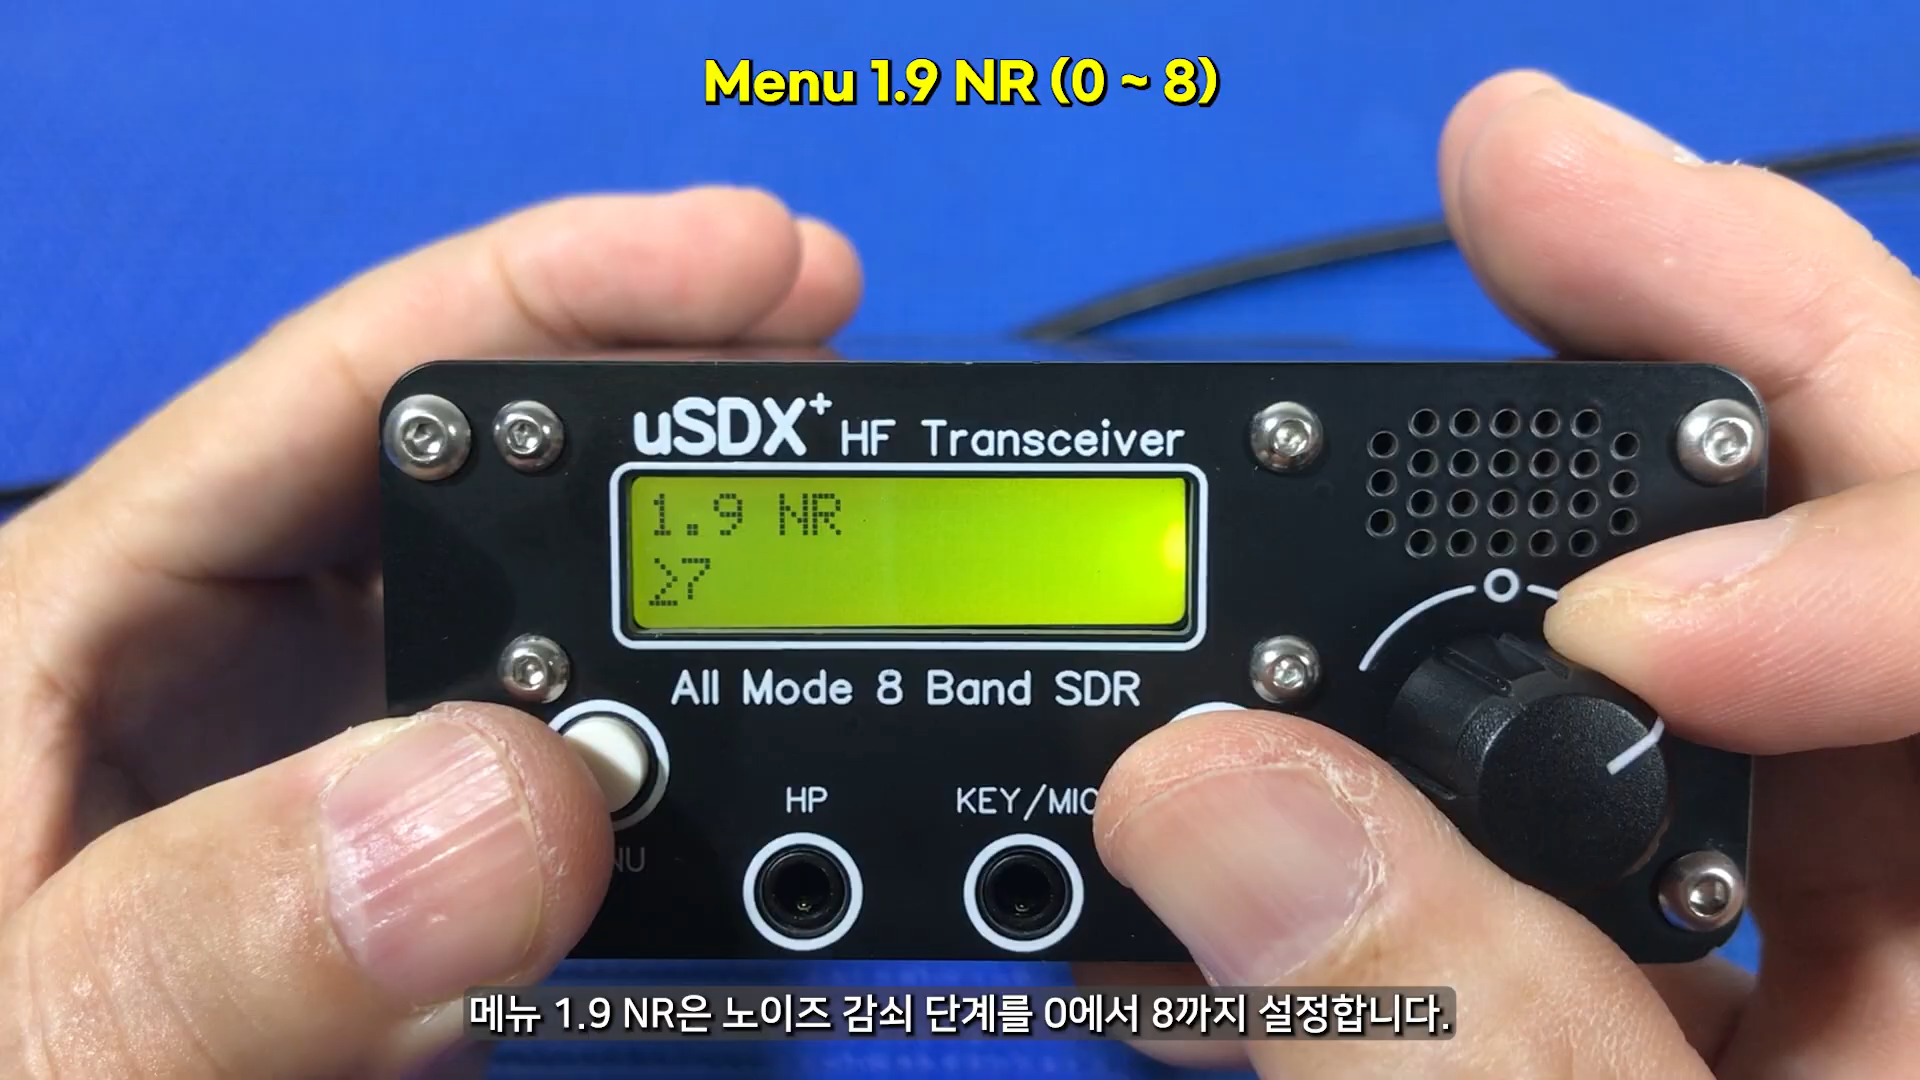 Menu 1.9 NR (0 ~ 8)
uSDX+ HF Transceiver
1.9 NR
>7
All Mode 8 Band SDR
HP
KEY/MIC
NU
메뉴 1.9 NR은 노이즈 감쇠 단계를 0에서 8까지 설정합니다.